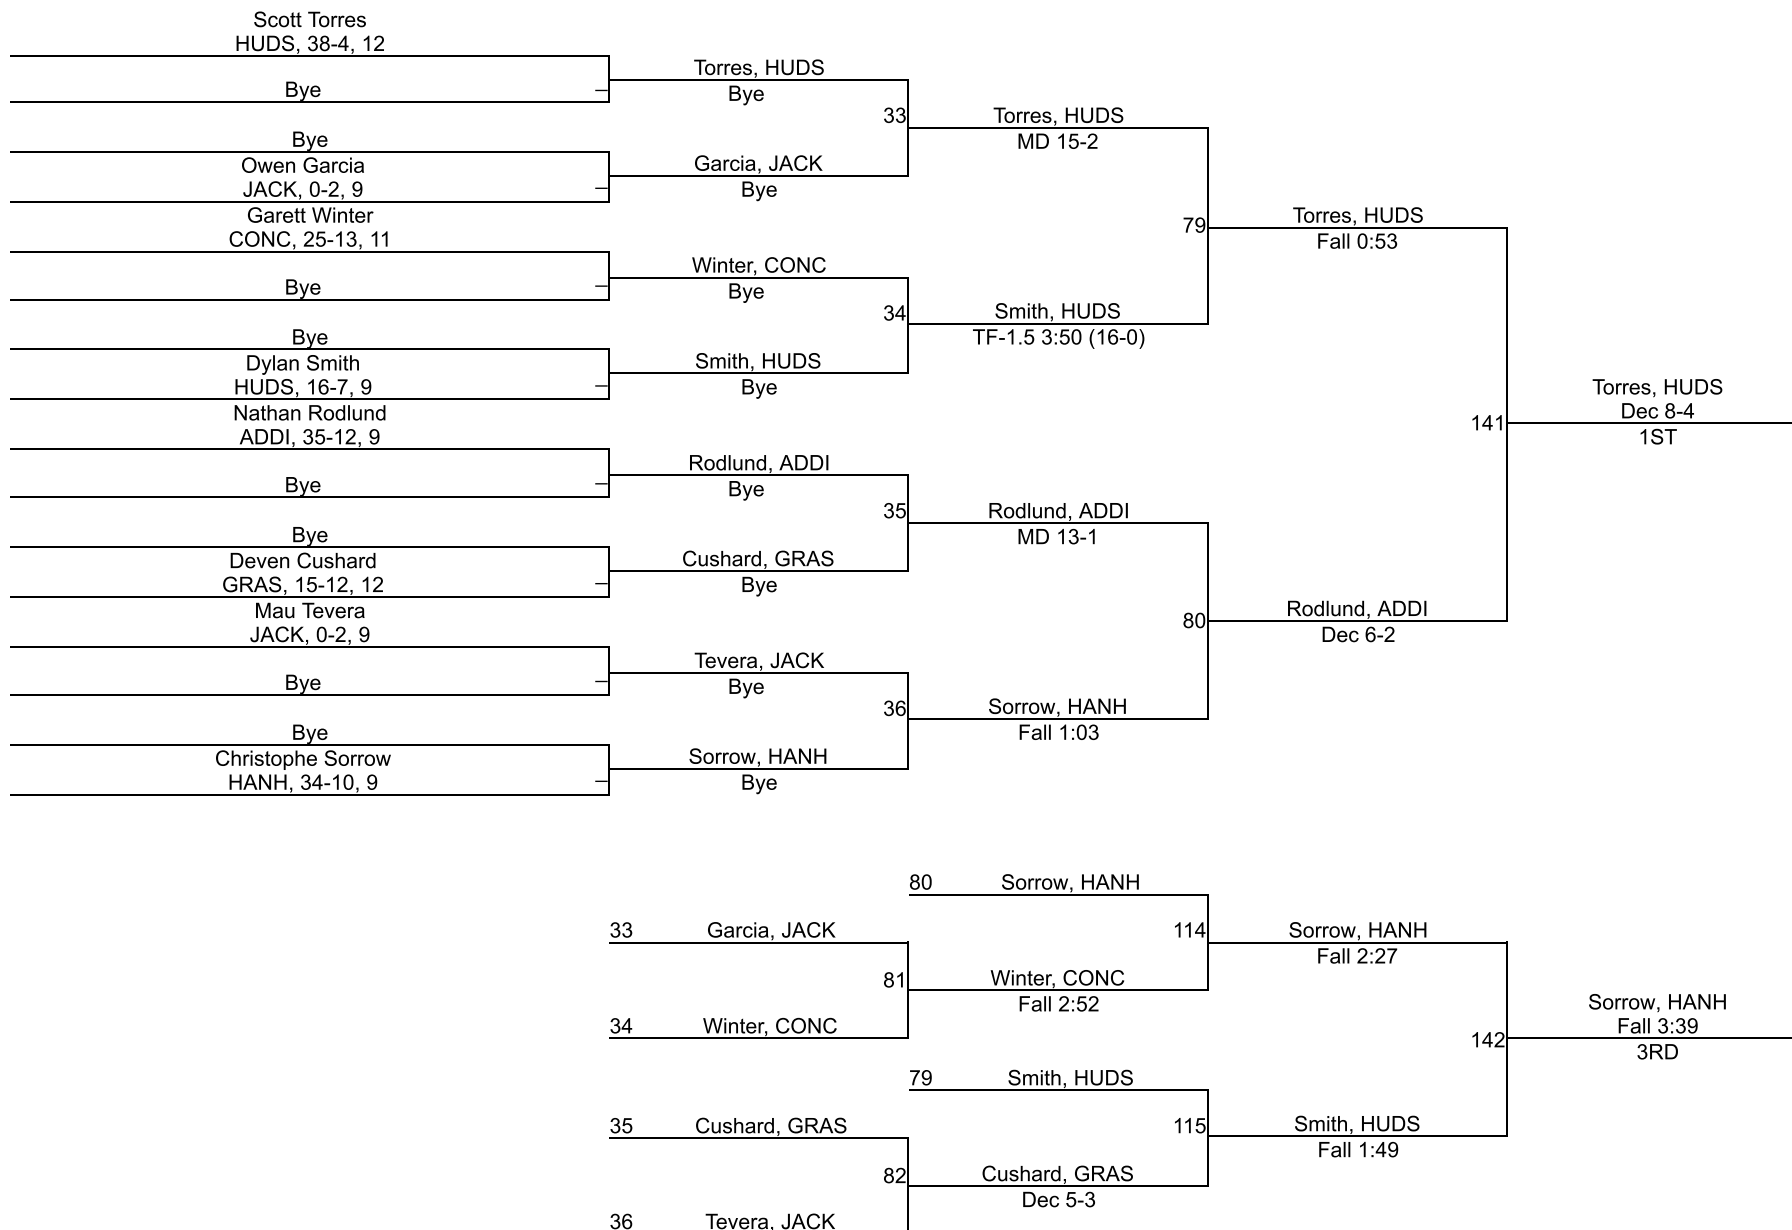 Scott Torres
HUDS, 38-4, 12
Bye
Bye
Owen Garcia
JACK, 0-2, 9
Garett Winter
CONC, 25-13, 11
Bye
Bye
Dylan Smith
HUDS, 16-7, 9
Nathan Rodlund
ADDI, 35-12, 9
Bye
Bye
Deven Cushard
GRAS, 15-12, 12
Mau Tevera
JACK, 0-2, 9
Bye
Bye
Christophe Sorrow
HANH, 34-10, 9
Torres, HUDS
Bye
33
Garcia, JACK
Bye
Winter, CONC
Bye
34
Smith, HUDS
Bye
Rodlund, ADDI
Bye
35
Cushard, GRAS
Bye
Tevera, JACK
Bye
36
Sorrow, HANH
Bye
Torres, HUDS
MD 15-2
79
Smith, HUDS
TF-1.5 3:50 (16-0)
Rodlund, ADDI
MD 13-1
80
Sorrow, HANH
Fall 1:03
Torres, HUDS
Fall 0:53
141
Rodlund, ADDI
Dec 6-2
Torres, HUDS
Dec 8-4
1ST
80 Sorrow, HANH
33 Garcia, JACK
81
34 Winter, CONC
Winter, CONC
Fall 2:52
114
79 Smith, HUDS
35 Cushard, GRAS
82
36 Tevera, JACK
Cushard, GRAS
Dec 5-3
115
Sorrow, HANH
Fall 2:27
142
Smith, HUDS
Fall 1:49
Sorrow, HANH
Fall 3:39
3RD